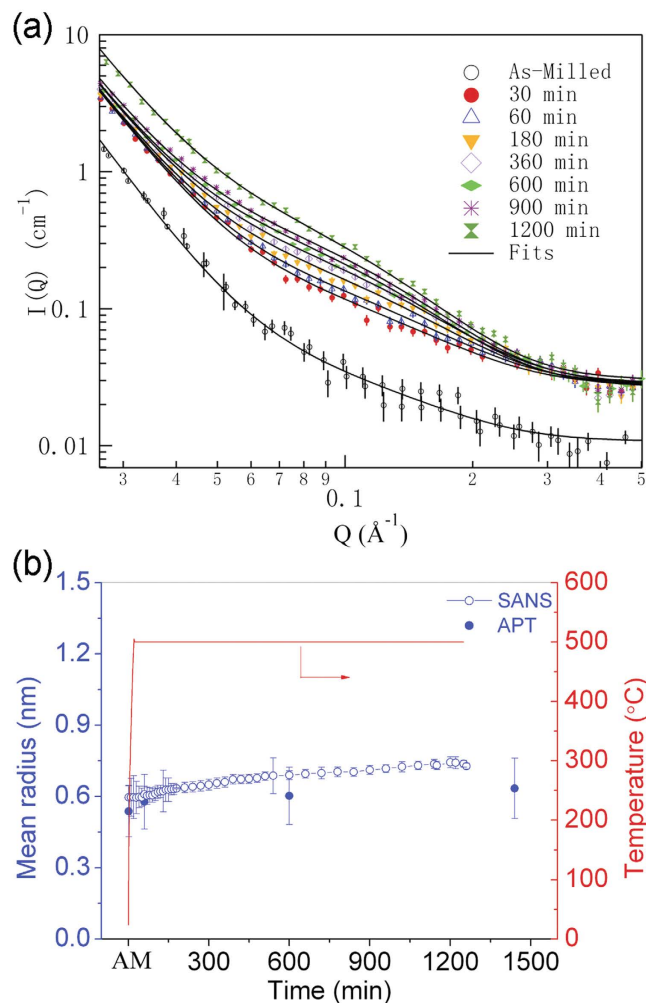 (a)
10
1
0.1
0.01
I(Q) (cm⁻¹)
As-Milled
30 min
60 min
180 min
360 min
600 min
900 min
1200 min
Fits
3 4 5 6 7 8 9 2 3 4 5
0.1
Q (Å⁻¹)
(b)
1.5
1.2
0.9
0.6
0.3
0.0
Mean radius (nm)
SANS
APT
600
500
400
300
200
100
0
Temperature (°C)
AM 300 600 900 1200 1500
Time (min)